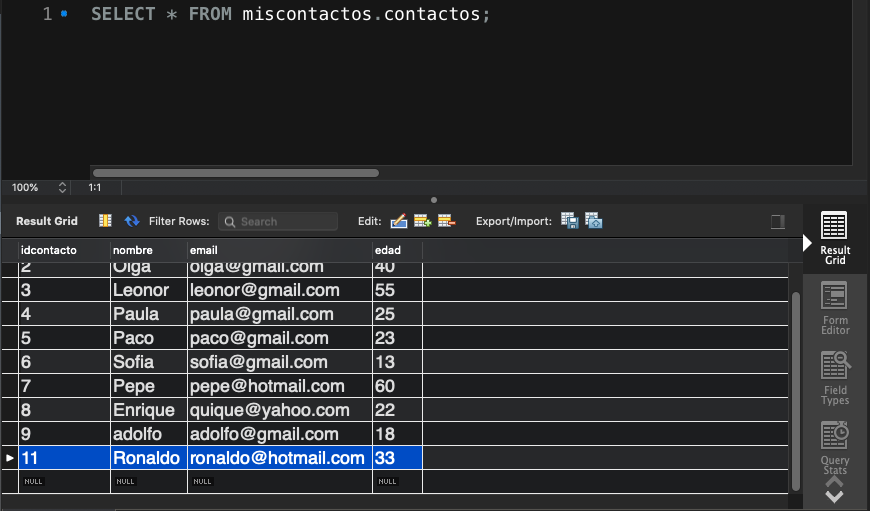 1 SELECT * FROM miscontactos.contactos;
100% 1:1
Result Grid Filter Rows: Search Edit: Export/Import:
idcontacto nombre email edad
2 Olga olga@gmail.com 40
3 Leonor leonor@gmail.com 55
4 Paula paula@gmail.com 25
5 Paco paco@gmail.com 23
6 Sofia sofia@gmail.com 13
7 Pepe pepe@hotmail.com 60
8 Enrique quique@yahoo.com 22
9 adolfo adolfo@gmail.com 18
11 Ronaldo ronaldo@hotmail.com 33
NULL NULL NULL NULL
Result
Grid
Form
Editor
Field
Types
Query
Stats